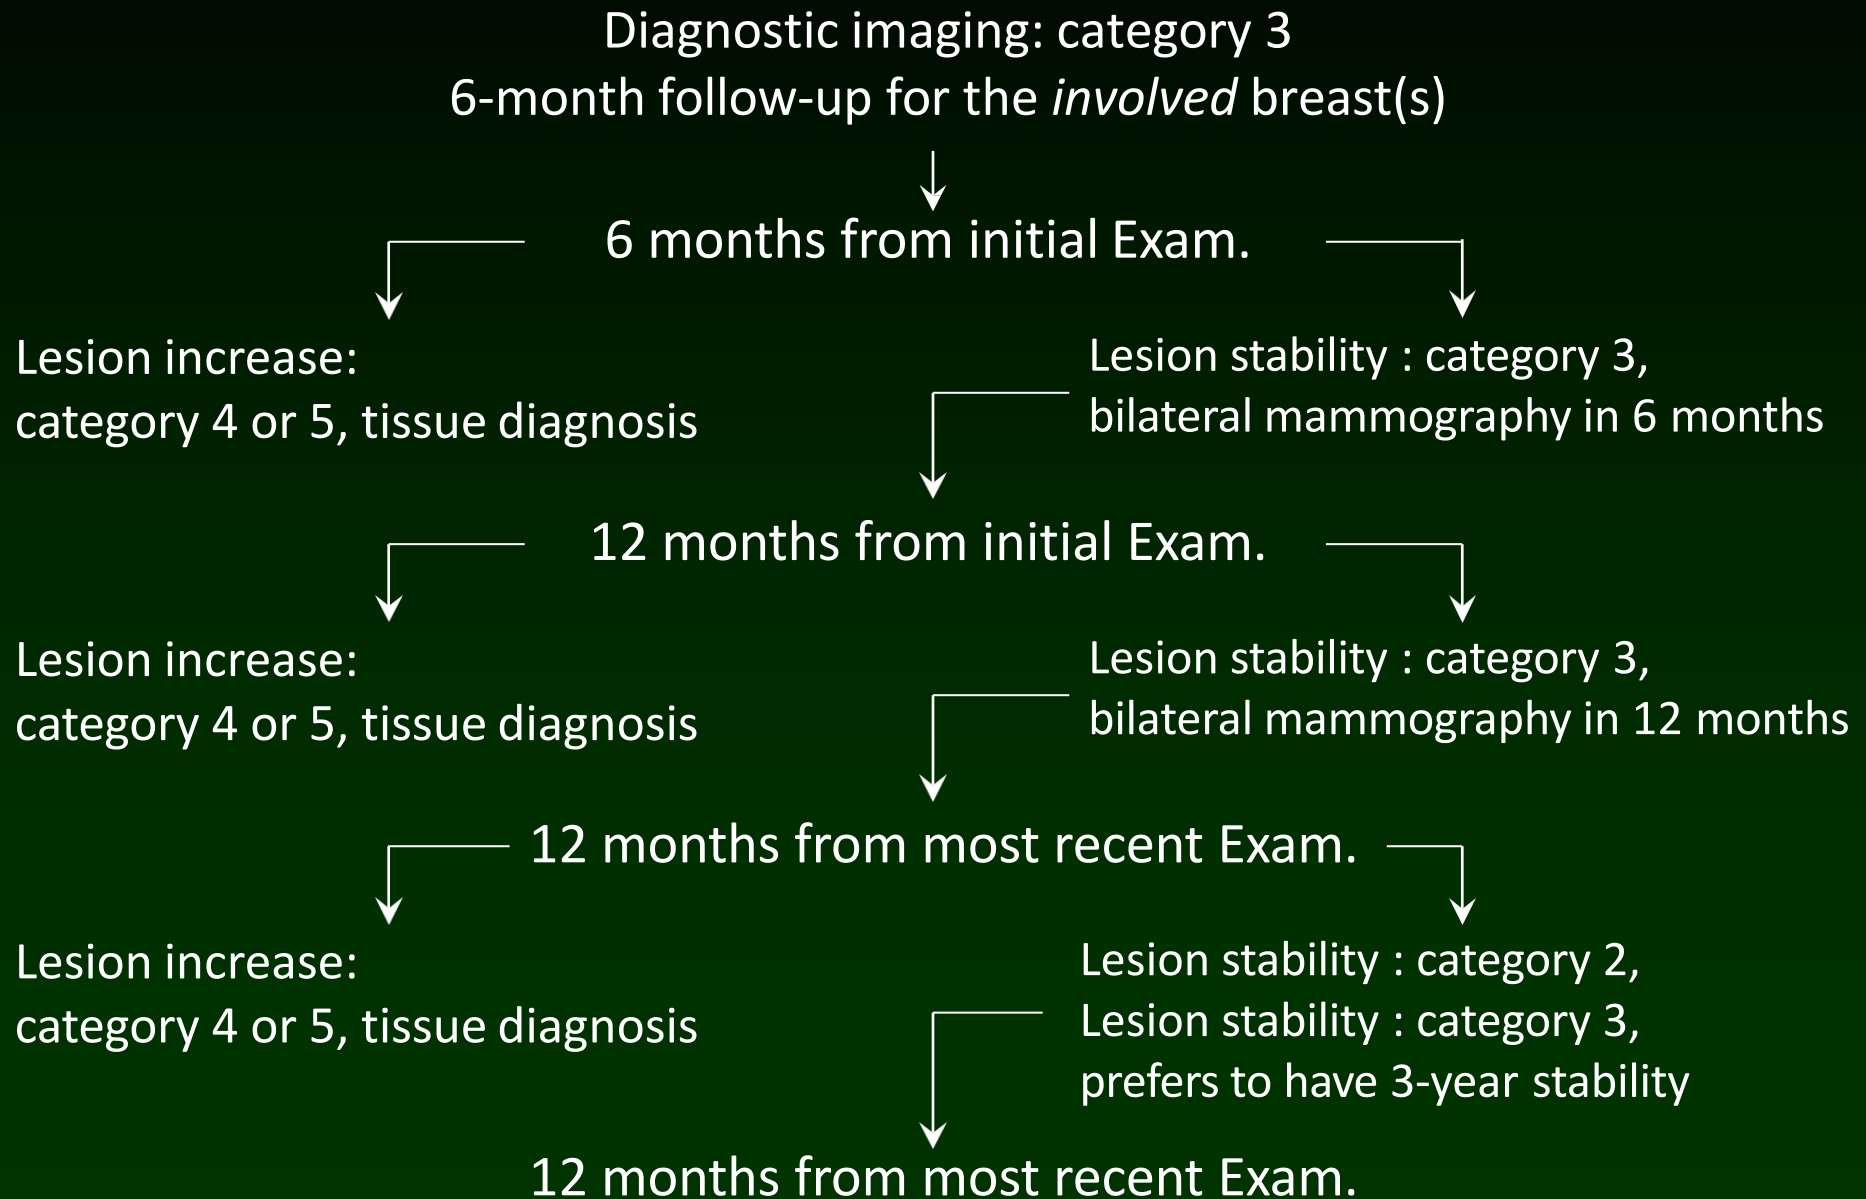 Diagnostic imaging: category 3
6-month follow-up for the involved breast(s)
6 months from initial Exam.
Lesion increase:
category 4 or 5, tissue diagnosis
Lesion stability : category 3,
bilateral mammography in 6 months
12 months from initial Exam.
Lesion increase:
category 4 or 5, tissue diagnosis
Lesion stability : category 3,
bilateral mammography in 12 months
12 months from most recent Exam.
Lesion increase:
category 4 or 5, tissue diagnosis
Lesion stability : category 2,
Lesion stability : category 3,
prefers to have 3-year stability
12 months from most recent Exam.